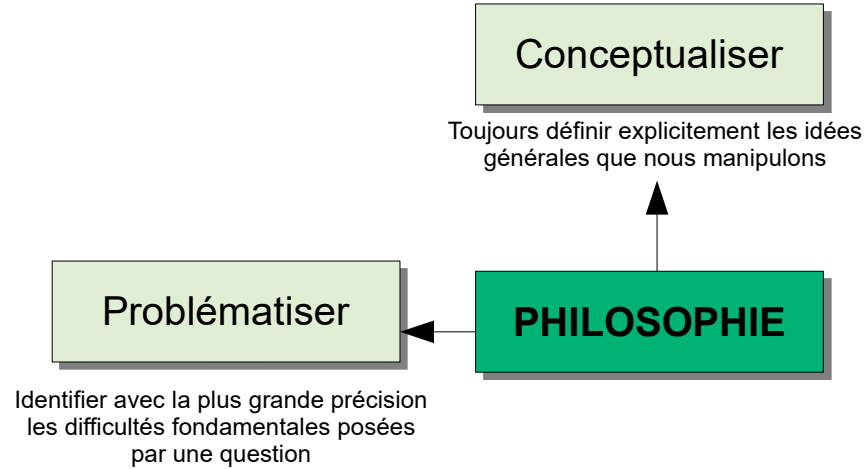 Conceptualiser
Toujours définir explicitement les idées
générales que nous manipulons
Problématiser
PHILOSOPHIE
Identifier avec la plus grande précision
les difficultés fondamentales posées
par une question